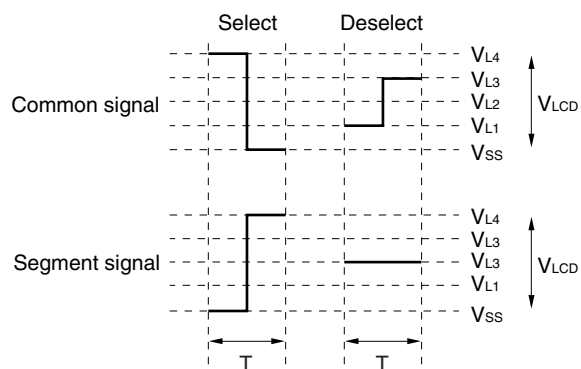 Select Deselect
VL4
VL3
Common signal VL2 VLCD
VL1
VSS
VL4
VL3
Segment signal VL3 VLCD
VL1
VSS
T T